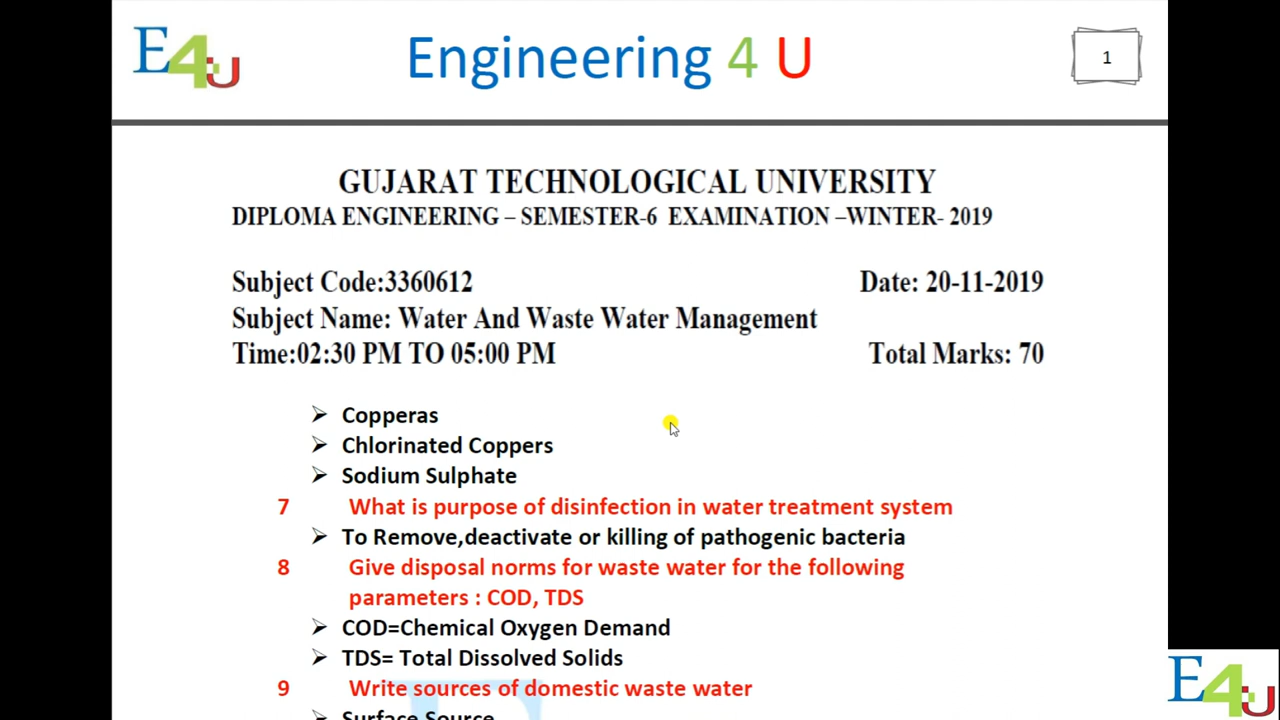 E4U
Engineering 4 U
1
GUJARAT TECHNOLOGICAL UNIVERSITY
DIPLOMA ENGINEERING – SEMESTER-6 EXAMINATION –WINTER- 2019
Subject Code:3360612 Date: 20-11-2019
Subject Name: Water And Waste Water Management
Time:02:30 PM TO 05:00 PM Total Marks: 70
➢ Copperas
➢ Chlorinated Coppers
➢ Sodium Sulphate
7 What is purpose of disinfection in water treatment system
➢ To Remove,deactivate or killing of pathogenic bacteria
8 Give disposal norms for waste water for the following
parameters : COD, TDS
➢ COD=Chemical Oxygen Demand
➢ TDS= Total Dissolved Solids
9 Write sources of domestic waste water
➢ Surface Source
E4U